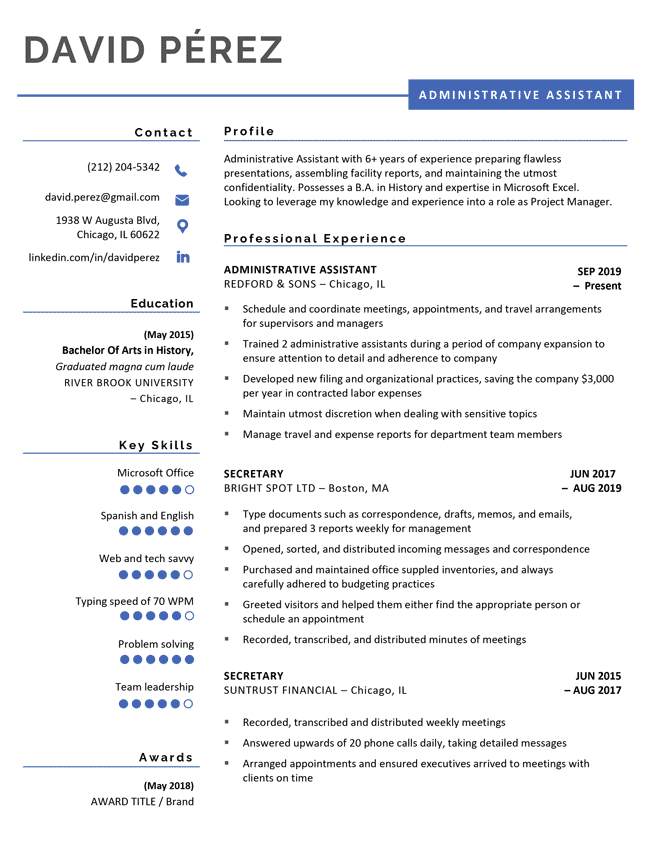 DAVID PÉREZ
ADMINISTRATIVE ASSISTANT
Contact
(212) 204-5342
david.perez@gmail.com
1938 W Augusta Blvd,
Chicago, IL 60622
linkedin.com/in/davidperez
Education
(May 2015)
Bachelor Of Arts in History,
Graduated magna cum laude
RIVER BROOK UNIVERSITY
– Chicago, IL
Key Skills
Microsoft Office
Spanish and English
Web and tech savvy
Typing speed of 70 WPM
Problem solving
Team leadership
Awards
(May 2018)
AWARD TITLE / Brand
Profile
Administrative Assistant with 6+ years of experience preparing flawless
presentations, assembling facility reports, and maintaining the utmost
confidentiality. Possesses a B.A. in History and expertise in Microsoft Excel.
Looking to leverage my knowledge and experience into a role as Project Manager.
Professional Experience
ADMINISTRATIVE ASSISTANT
REDFORD & SONS – Chicago, IL
SEP 2019
– Present
Schedule and coordinate meetings, appointments, and travel arrangements
for supervisors and managers
Trained 2 administrative assistants during a period of company expansion to
ensure attention to detail and adherence to company
Developed new filing and organizational practices, saving the company $3,000
per year in contracted labor expenses
Maintain utmost discretion when dealing with sensitive topics
Manage travel and expense reports for department team members
SECRETARY
BRIGHT SPOT LTD – Boston, MA
JUN 2017
– AUG 2019
Type documents such as correspondence, drafts, memos, and emails,
and prepared 3 reports weekly for management
Opened, sorted, and distributed incoming messages and correspondence
Purchased and maintained office suppled inventories, and always
carefully adhered to budgeting practices
Greeted visitors and helped them either find the appropriate person or
schedule an appointment
Recorded, transcribed, and distributed minutes of meetings
SECRETARY
SUNTRUST FINANCIAL – Chicago, IL
JUN 2015
– AUG 2017
Recorded, transcribed and distributed weekly meetings
Answered upwards of 20 phone calls daily, taking detailed messages
Arranged appointments and ensured executives arrived to meetings with
clients on time